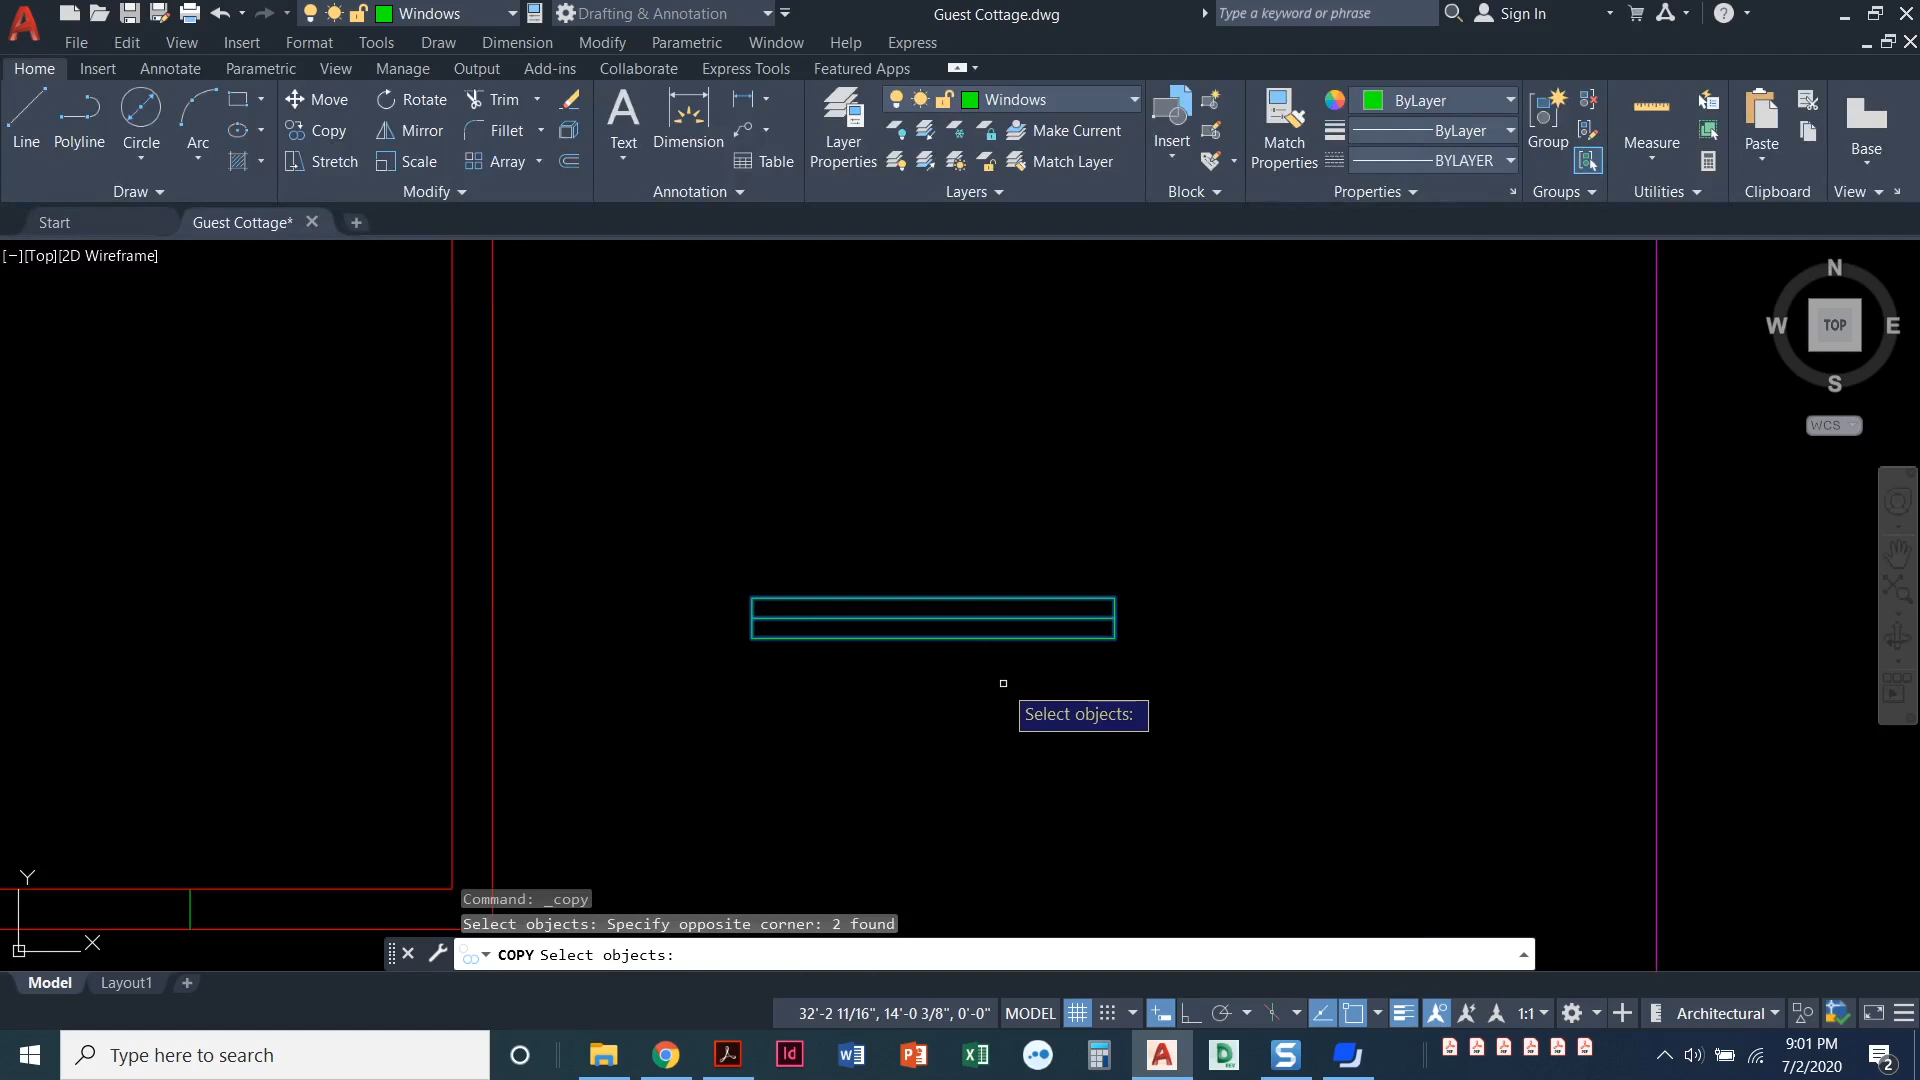 Windows
Drafting & Annotation
Guest Cottage.dwg
Type a keyword or phrase
Sign In
File Edit View Insert Format Tools Draw Dimension Modify Parametric Window Help Express
Home Insert Annotate Parametric View Manage Output Add-ins Collaborate Express Tools Featured Apps
Line
Polyline
Circle
Arc
Draw
Move
Rotate
Trim
Copy
Mirror
Fillet
Stretch
Scale
Array
Modify
Text
Dimension
Table
Annotation
Layer
Properties
Windows
Make Current
Match Layer
Layers
Insert
Block
Match
Properties
ByLayer
ByLayer
BYLAYER
Properties
Group
Groups
Measure
Utilities
Paste
Clipboard
Base
View
Start
Guest Cottage*
[−][Top][2D Wireframe]
N
W
TOP
E
S
WCS
Select objects:
Y
X
Command: _copy
Select objects: Specify opposite corner: 2 found
COPY Select objects:
Model
Layout1
32'-2 11/16", 14'-0 3/8", 0'-0"
MODEL
1:1
Architectural
Type here to search
9:01 PM
7/2/2020
2